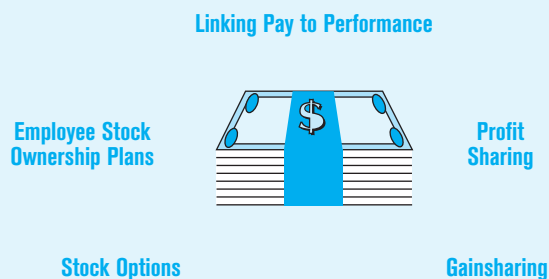 Linking Pay to Performance
Employee Stock
Ownership Plans
$
Profit
Sharing
Stock Options
Gainsharing